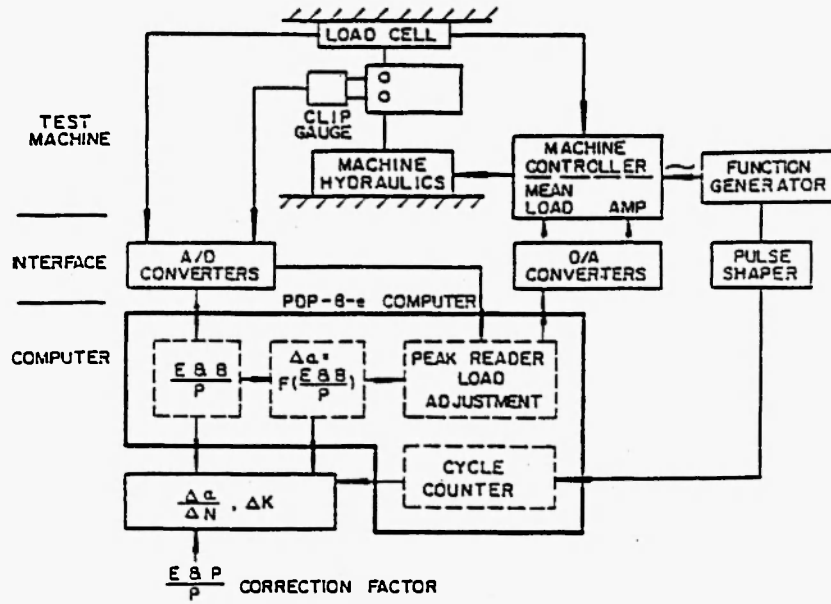 LOAD CELL
TEST
MACHINE
CLIP
GAUGE
MACHINE
HYDRAULICS
MACHINE
CONTROLLER
MEAN
LOAD AMP
FUNCTION
GENERATOR
INTERFACE
A/D
CONVERTERS
D/A
CONVERTERS
PULSE
SHAPER
PDP-8-e COMPUTER
COMPUTER
E & B
P
Δa =
F(E & B
P)
PEAK READER
LOAD
ADJUSTMENT
CYCLE
COUNTER
Δa
ΔN , ΔK
E & P
P CORRECTION FACTOR